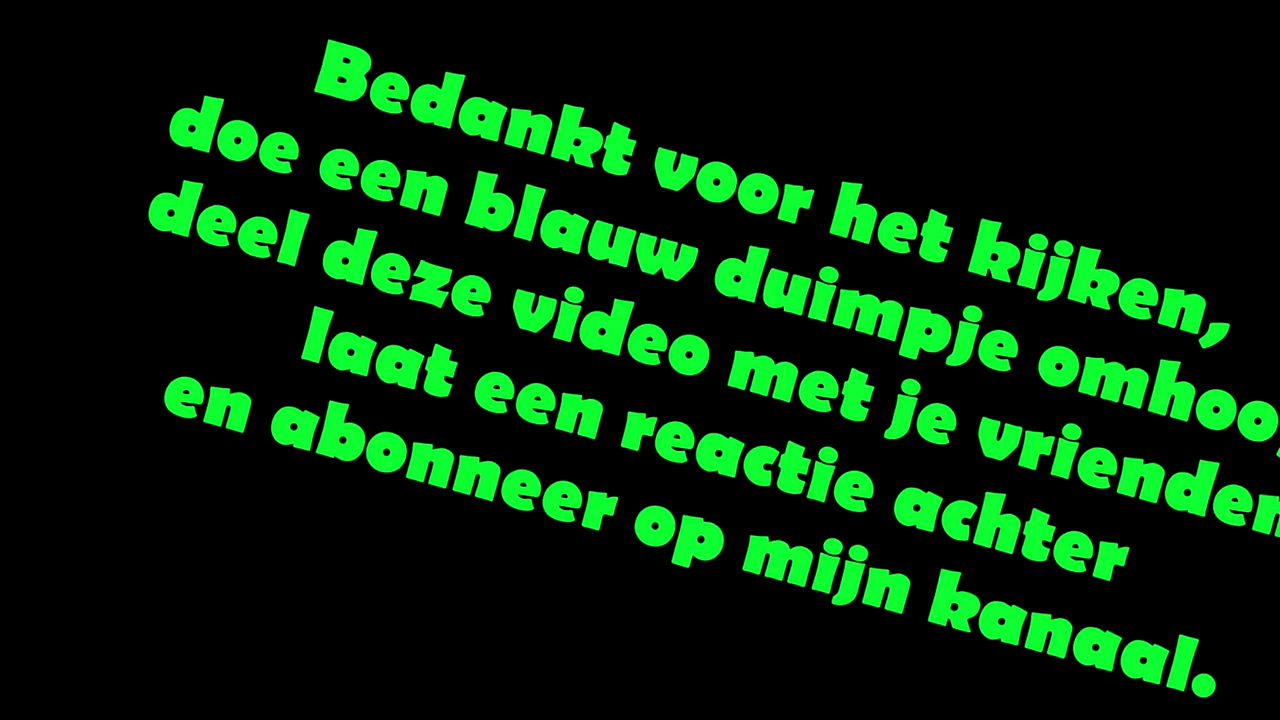 Bedankt voor het kijken,
doe een blauw duimpje omhoo,
deel deze video met je vrienden
laat een reactie achter
en abonneer op mijn kanaal.